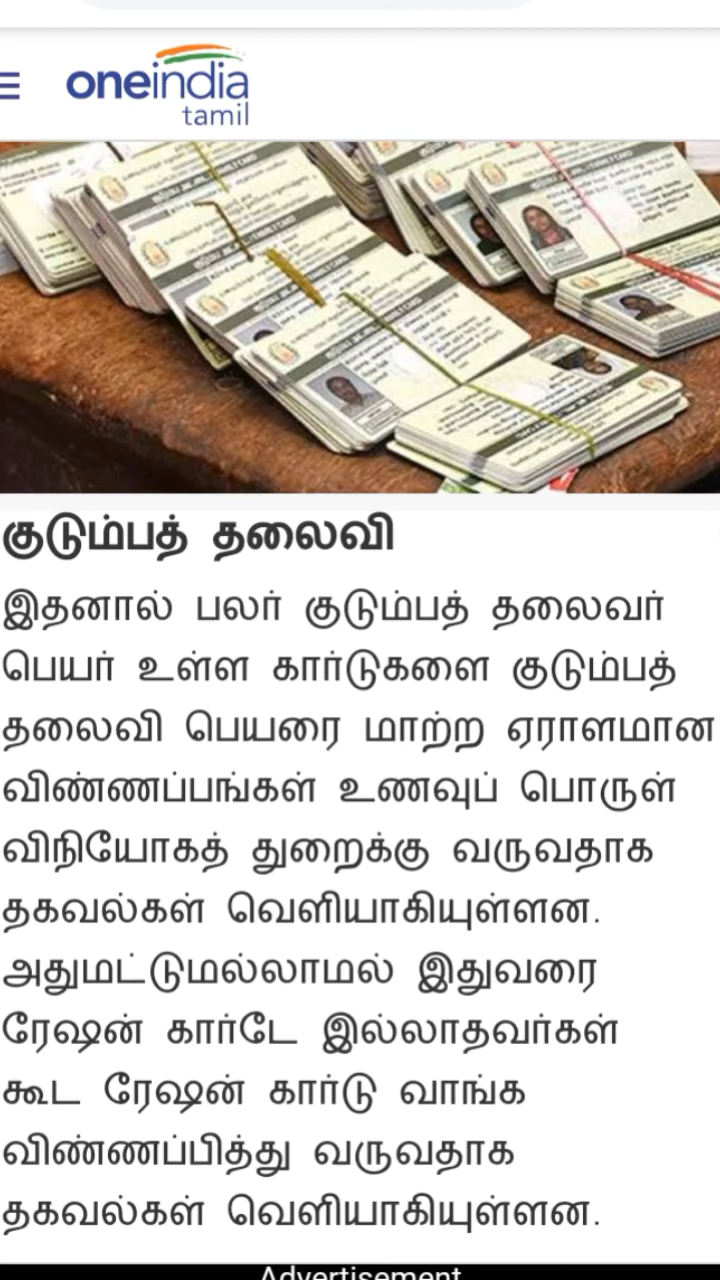 oneindia
tamil
குடும்பத் தலைவி
இதனால் பலர் குடும்பத் தலைவர்
பெயர் உள்ள கார்டுகளை குடும்பத்
தலைவி பெயரை மாற்ற ஏராளமான
விண்ணப்பங்கள் உணவுப் பொருள்
விநியோகத் துறைக்கு வருவதாக
தகவல்கள் வெளியாகியுள்ளன.
அதுமட்டுமல்லாமல் இதுவரை
ரேஷன் கார்டே இல்லாதவர்கள்
கூட ரேஷன் கார்டு வாங்க
விண்ணப்பித்து வருவதாக
தகவல்கள் வெளியாகியுள்ளன.
Advertisement